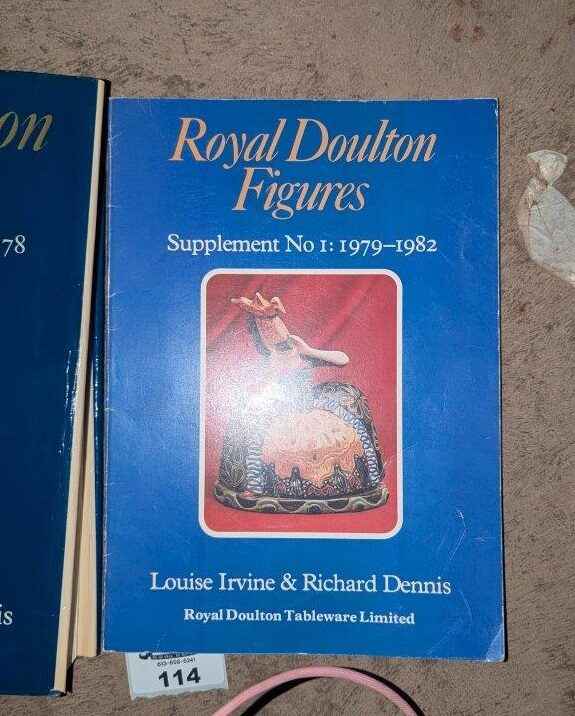 on
78
is
Royal Doulton
Figures
Supplement No 1: 1979–1982
Louise Irvine & Richard Dennis
Royal Doulton Tableware Limited
114